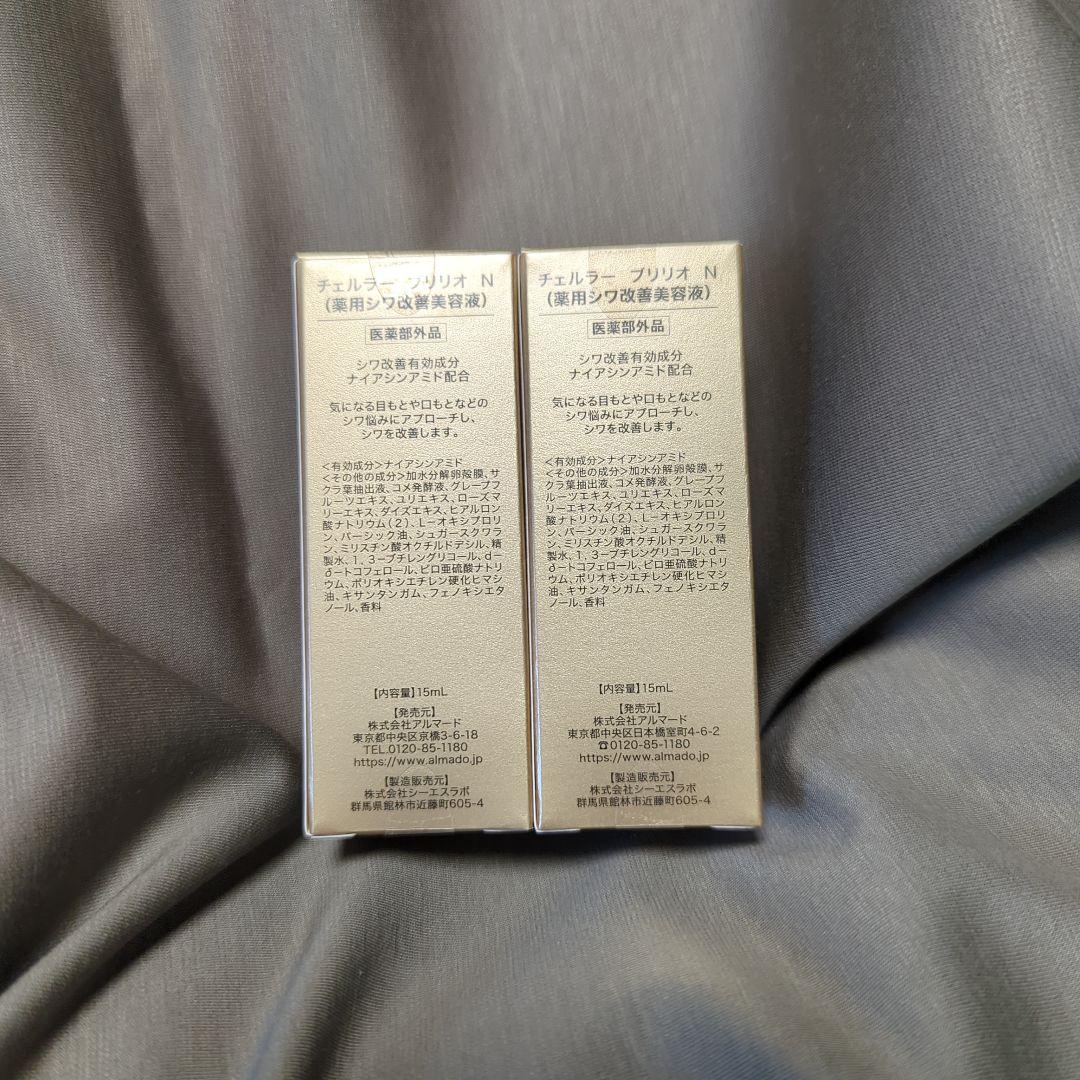 チェルラー ブリリオ N
(薬用シワ改善美容液)
医薬部外品
シワ改善有効成分
ナイアシンアミド配合
気になる目もとや口もとなどの
シワ悩みにアプローチし、
シワを改善します。
<有効成分>ナイアシンアミド
<その他の成分>加水分解卵殻膜、サ
クラ葉抽出液、コメ発酵液、グレープフ
ルーツエキス、ユリエキス、ローズマ
リーエキス、ダイズエキス、ヒアルロン
酸ナトリウム(2)、L-オキシプロリ
ン、パーシック油、シュガースクワラ
ン、ミリスチン酸オクチルドデシル、精
製水、1,3-ブチレングリコール、d-
δ-トコフェロール、ピロ亜硫酸ナトリ
ウム、ポリオキシエチレン硬化ヒマシ
油、キサンタンガム、フェノキシエタ
ノール、香料
【内容量】15mL
【発売元】
株式会社アルマード
東京都中央区京橋3-6-18
TEL.0120-85-1180
https://www.almado.jp
【製造販売元】
株式会社シーエスラボ
群馬県館林市近藤町605-4
チェルラー ブリリオ N
(薬用シワ改善美容液)
医薬部外品
シワ改善有効成分
ナイアシンアミド配合
気になる目もとや口もとなどの
シワ悩みにアプローチし、
シワを改善します。
<有効成分>ナイアシンアミド
<その他の成分>加水分解卵殻膜、サ
クラ葉抽出液、コメ発酵液、グレープフ
ルーツエキス、ユリエキス、ローズマ
リーエキス、ダイズエキス、ヒアルロン
酸ナトリウム(2)、L-オキシプロリ
ン、パーシック油、シュガースクワラ
ン、ミリスチン酸オクチルドデシル、精
製水、1,3-ブチレングリコール、d-
δ-トコフェロール、ピロ亜硫酸ナトリ
ウム、ポリオキシエチレン硬化ヒマシ
油、キサンタンガム、フェノキシエタ
ノール、香料
【内容量】15mL
【発売元】
株式会社アルマード
東京都中央区日本橋室町4-6-2
☎0120-85-1180
https://www.almado.jp
【製造販売元】
株式会社シーエスラボ
群馬県館林市近藤町605-4